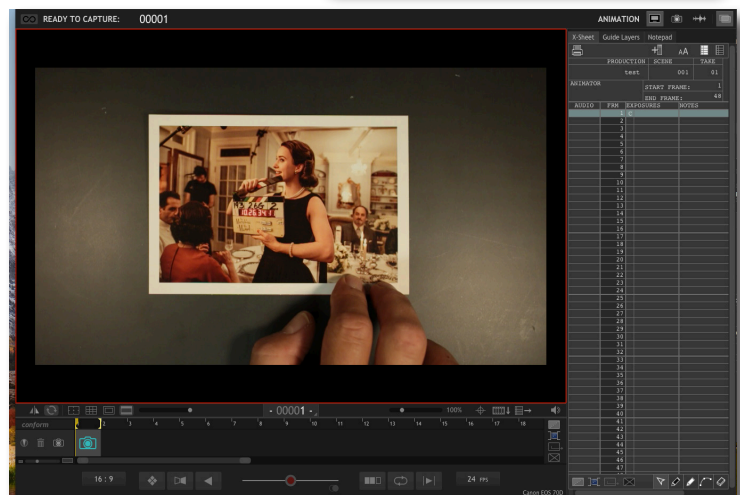 READY TO CAPTURE: 00001
ANIMATION
X-Sheet Guide Layers Notepad
AA
PRODUCTION SCENE TAKE
test 001 01
ANIMATOR
START FRAME: 1
END FRAME: 48
AUDIO FRM EXPOSURES NOTES
1 C
2
3
4
5
6
7
8
9
10
11
12
13
14
15
16
17
18
19
20
21
22
23
24
25
26
27
28
29
30
31
32
33
34
35
36
37
38
39
40
41
42
43
44
45
46
47
- 00001 -
100%
conform
2 3 4 5 6 7 8 9 10 11 12 13 14 15 16 17 18
16 : 9
24 FPS
Canon EOS 70D